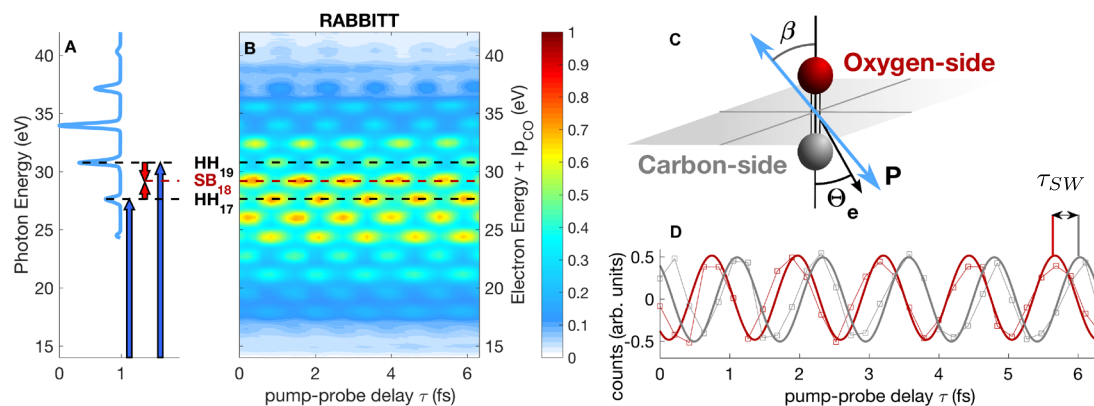 RABBITT
A
Photon Energy (eV)
40
35
30
25
20
15
0
1
HH19
SB18
HH17
B
0
2
4
6
pump-probe delay τ (fs)
40
35
30
25
20
15
Electron Energy + IpCO (eV)
1
0.9
0.8
0.7
0.6
0.5
0.4
0.3
0.2
0.1
0
C
β
Oxygen-side
Carbon-side
P
Θe
τSW
D
counts (arb. units)
0.5
0
-0.5
0
1
2
3
4
5
6
pump-probe delay τ (fs)